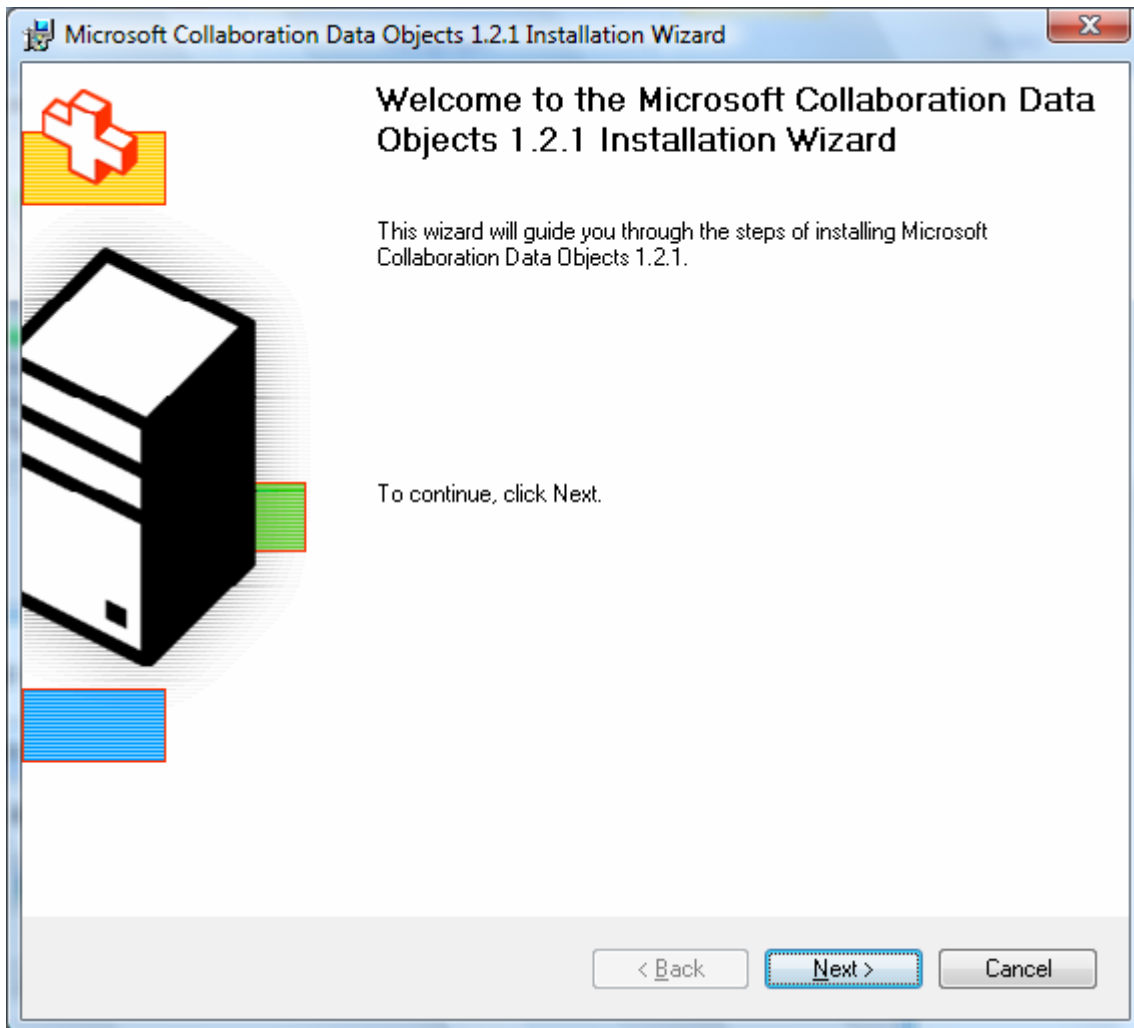 Microsoft Collaboration Data Objects 1.2.1 Installation Wizard
Welcome to the Microsoft Collaboration Data
Objects 1.2.1 Installation Wizard
This wizard will guide you through the steps of installing Microsoft
Collaboration Data Objects 1.2.1.
To continue, click Next.
< Back Next > Cancel